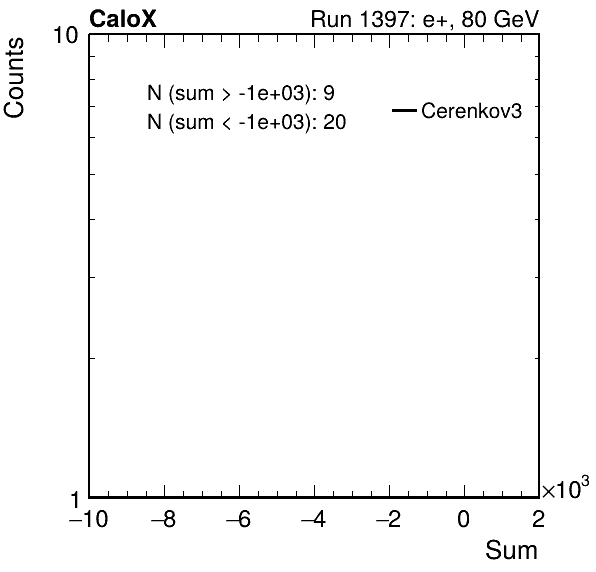 CaloX Run 1397: e+, 80 GeV
Counts
10
N (sum > -1e+03): 9
N (sum < -1e+03): 20
Cerenkov3
1
−10 −8 −6 −4 −2 0 2
×10³
Sum